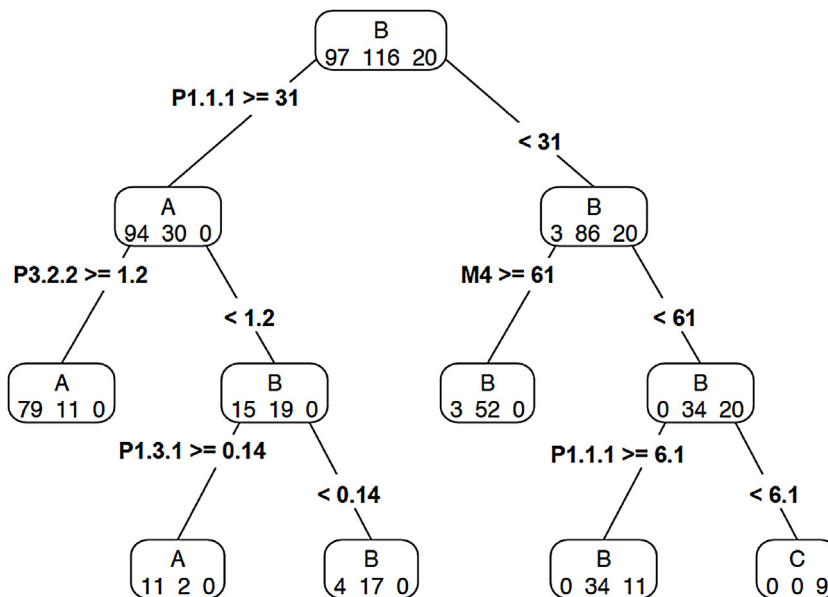 B
97 116 20
P1.1.1 >= 31
< 31
A
94 30 0
B
3 86 20
P3.2.2 >= 1.2
< 1.2
M4 >= 61
< 61
A
79 11 0
B
15 19 0
B
3 52 0
B
0 34 20
P1.3.1 >= 0.14
< 0.14
P1.1.1 >= 6.1
< 6.1
A
11 2 0
B
4 17 0
B
0 34 11
C
0 0 9